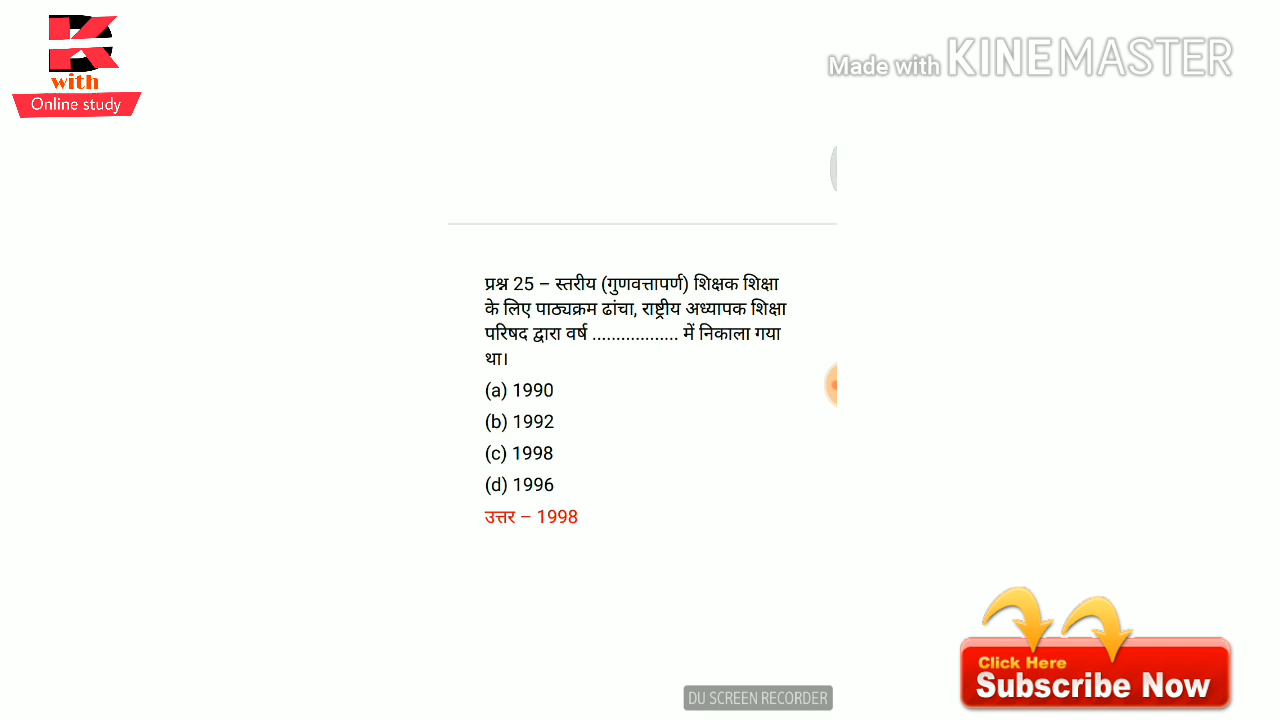 K
with
Online study
Made with KINEMASTER
प्रश्न 25 – स्तरीय (गुणवत्तापर्ण) शिक्षक शिक्षा
के लिए पाठ्यक्रम ढांचा, राष्ट्रीय अध्यापक शिक्षा
परिषद द्वारा वर्ष .................. में निकाला गया
था।
(a) 1990
(b) 1992
(c) 1998
(d) 1996
उत्तर – 1998
Click Here
Subscribe Now
DU SCREEN RECORDER